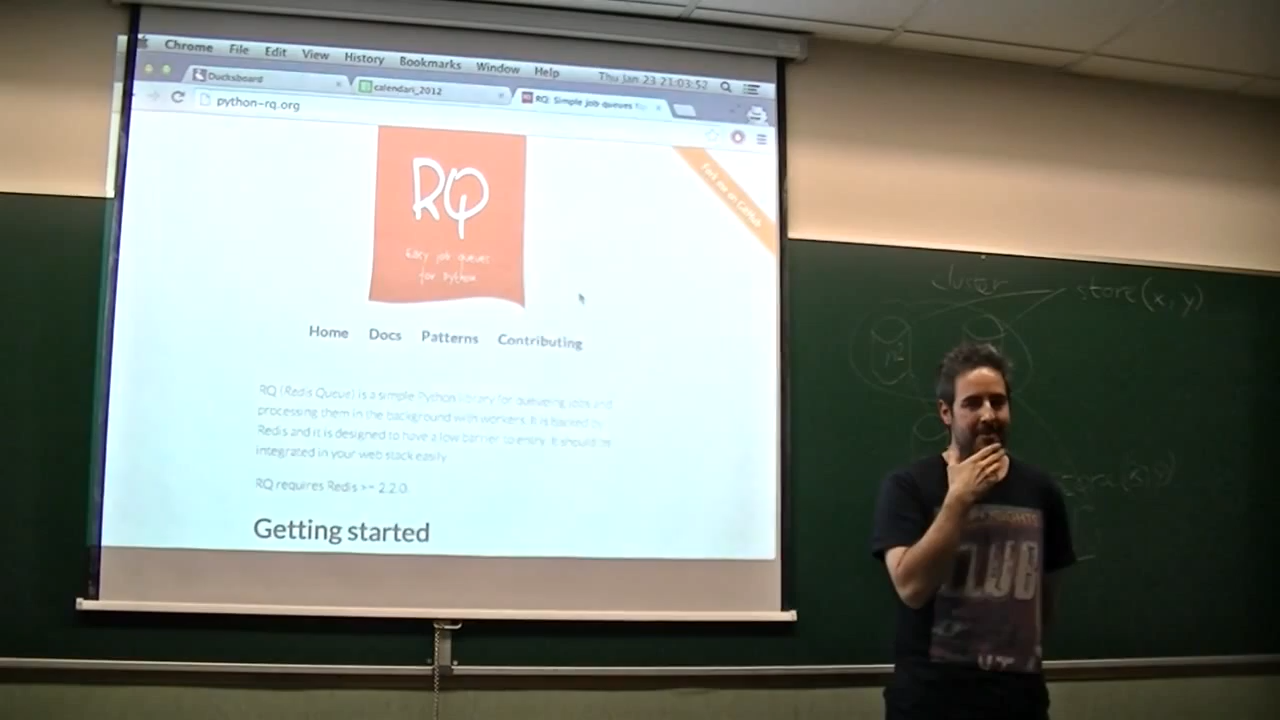 Chrome File Edit View History Bookmarks Window Help Thu Jan 23 21:03:52
Ducksboard
calendari_2012
RQ: Simple job queues
python-rq.org
RQ
Easy job queues
for Python
Fork me on GitHub
Home Docs Patterns Contributing
RQ (Redis Queue) is a simple Python library for queueing jobs and
processing them in the background with workers. It is backed by
Redis and it is designed to have a low barrier to entry. It should be
integrated in your web stack easily.
RQ requires Redis >= 2.2.0.
Getting started
cluster
store(x, y)
CLUB